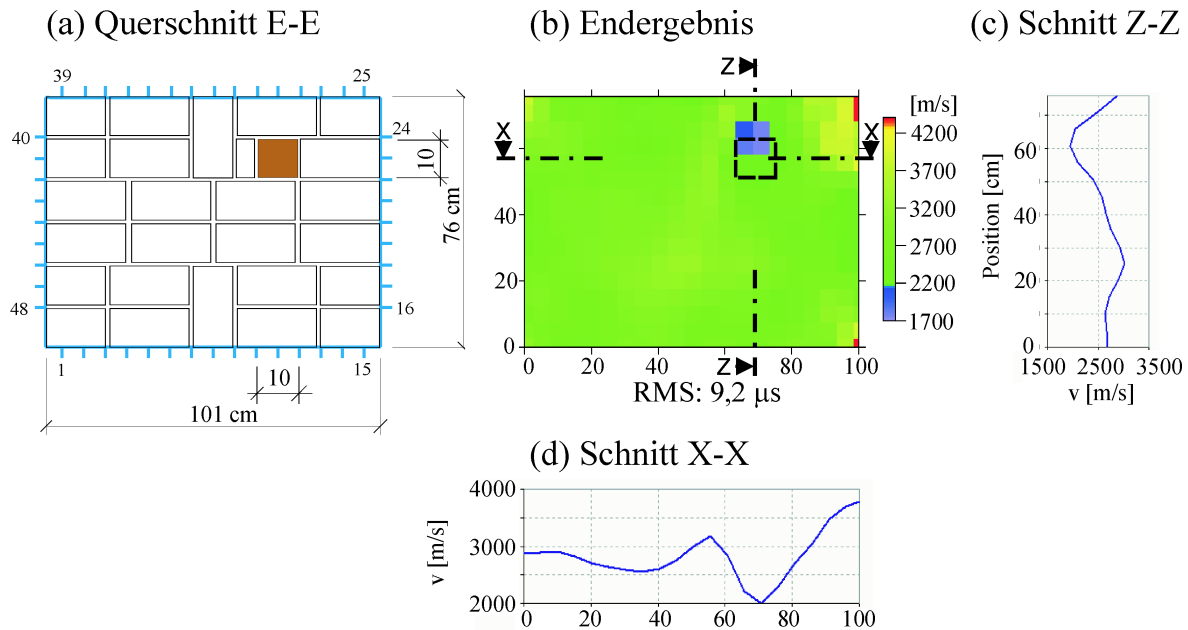 (a) Querschnitt E-E
39
25
40
24
10
76 cm
48
16
1
15
10
101 cm
(b) Endergebnis
Z
X
X
[m/s]
4200
3700
3200
2700
2200
1700
40
20
0
0
20
40
80
100
Z
RMS: 9,2 µs
(c) Schnitt Z-Z
Position [cm]
60
40
20
0
1500
2500
3500
v [m/s]
(d) Schnitt X-X
v [m/s]
4000
3000
2000
0
20
40
60
80
100